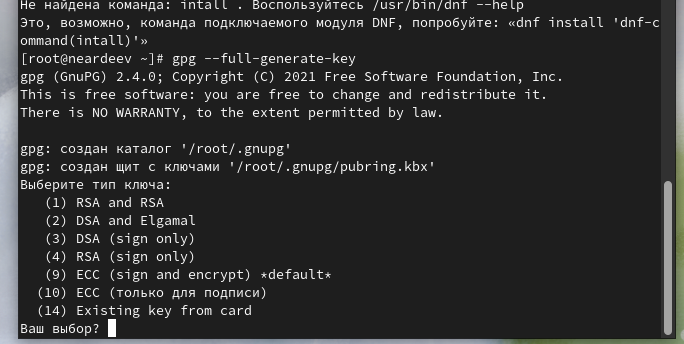 Не найдена команда: intall . Воспользуйтесь /usr/bin/dnf --help
Это, возможно, команда подключаемого модуля DNF, попробуйте: «dnf install 'dnf-c
ommand(intall)'»
[root@neardeev ~]# gpg --full-generate-key
gpg (GnuPG) 2.4.0; Copyright (C) 2021 Free Software Foundation, Inc.
This is free software: you are free to change and redistribute it.
There is NO WARRANTY, to the extent permitted by law.

gpg: создан каталог '/root/.gnupg'
gpg: создан щит с ключами '/root/.gnupg/pubring.kbx'
Выберите тип ключа:
   (1) RSA and RSA
   (2) DSA and Elgamal
   (3) DSA (sign only)
   (4) RSA (sign only)
   (9) ECC (sign and encrypt) *default*
  (10) ECC (только для подписи)
  (14) Existing key from card
Ваш выбор?